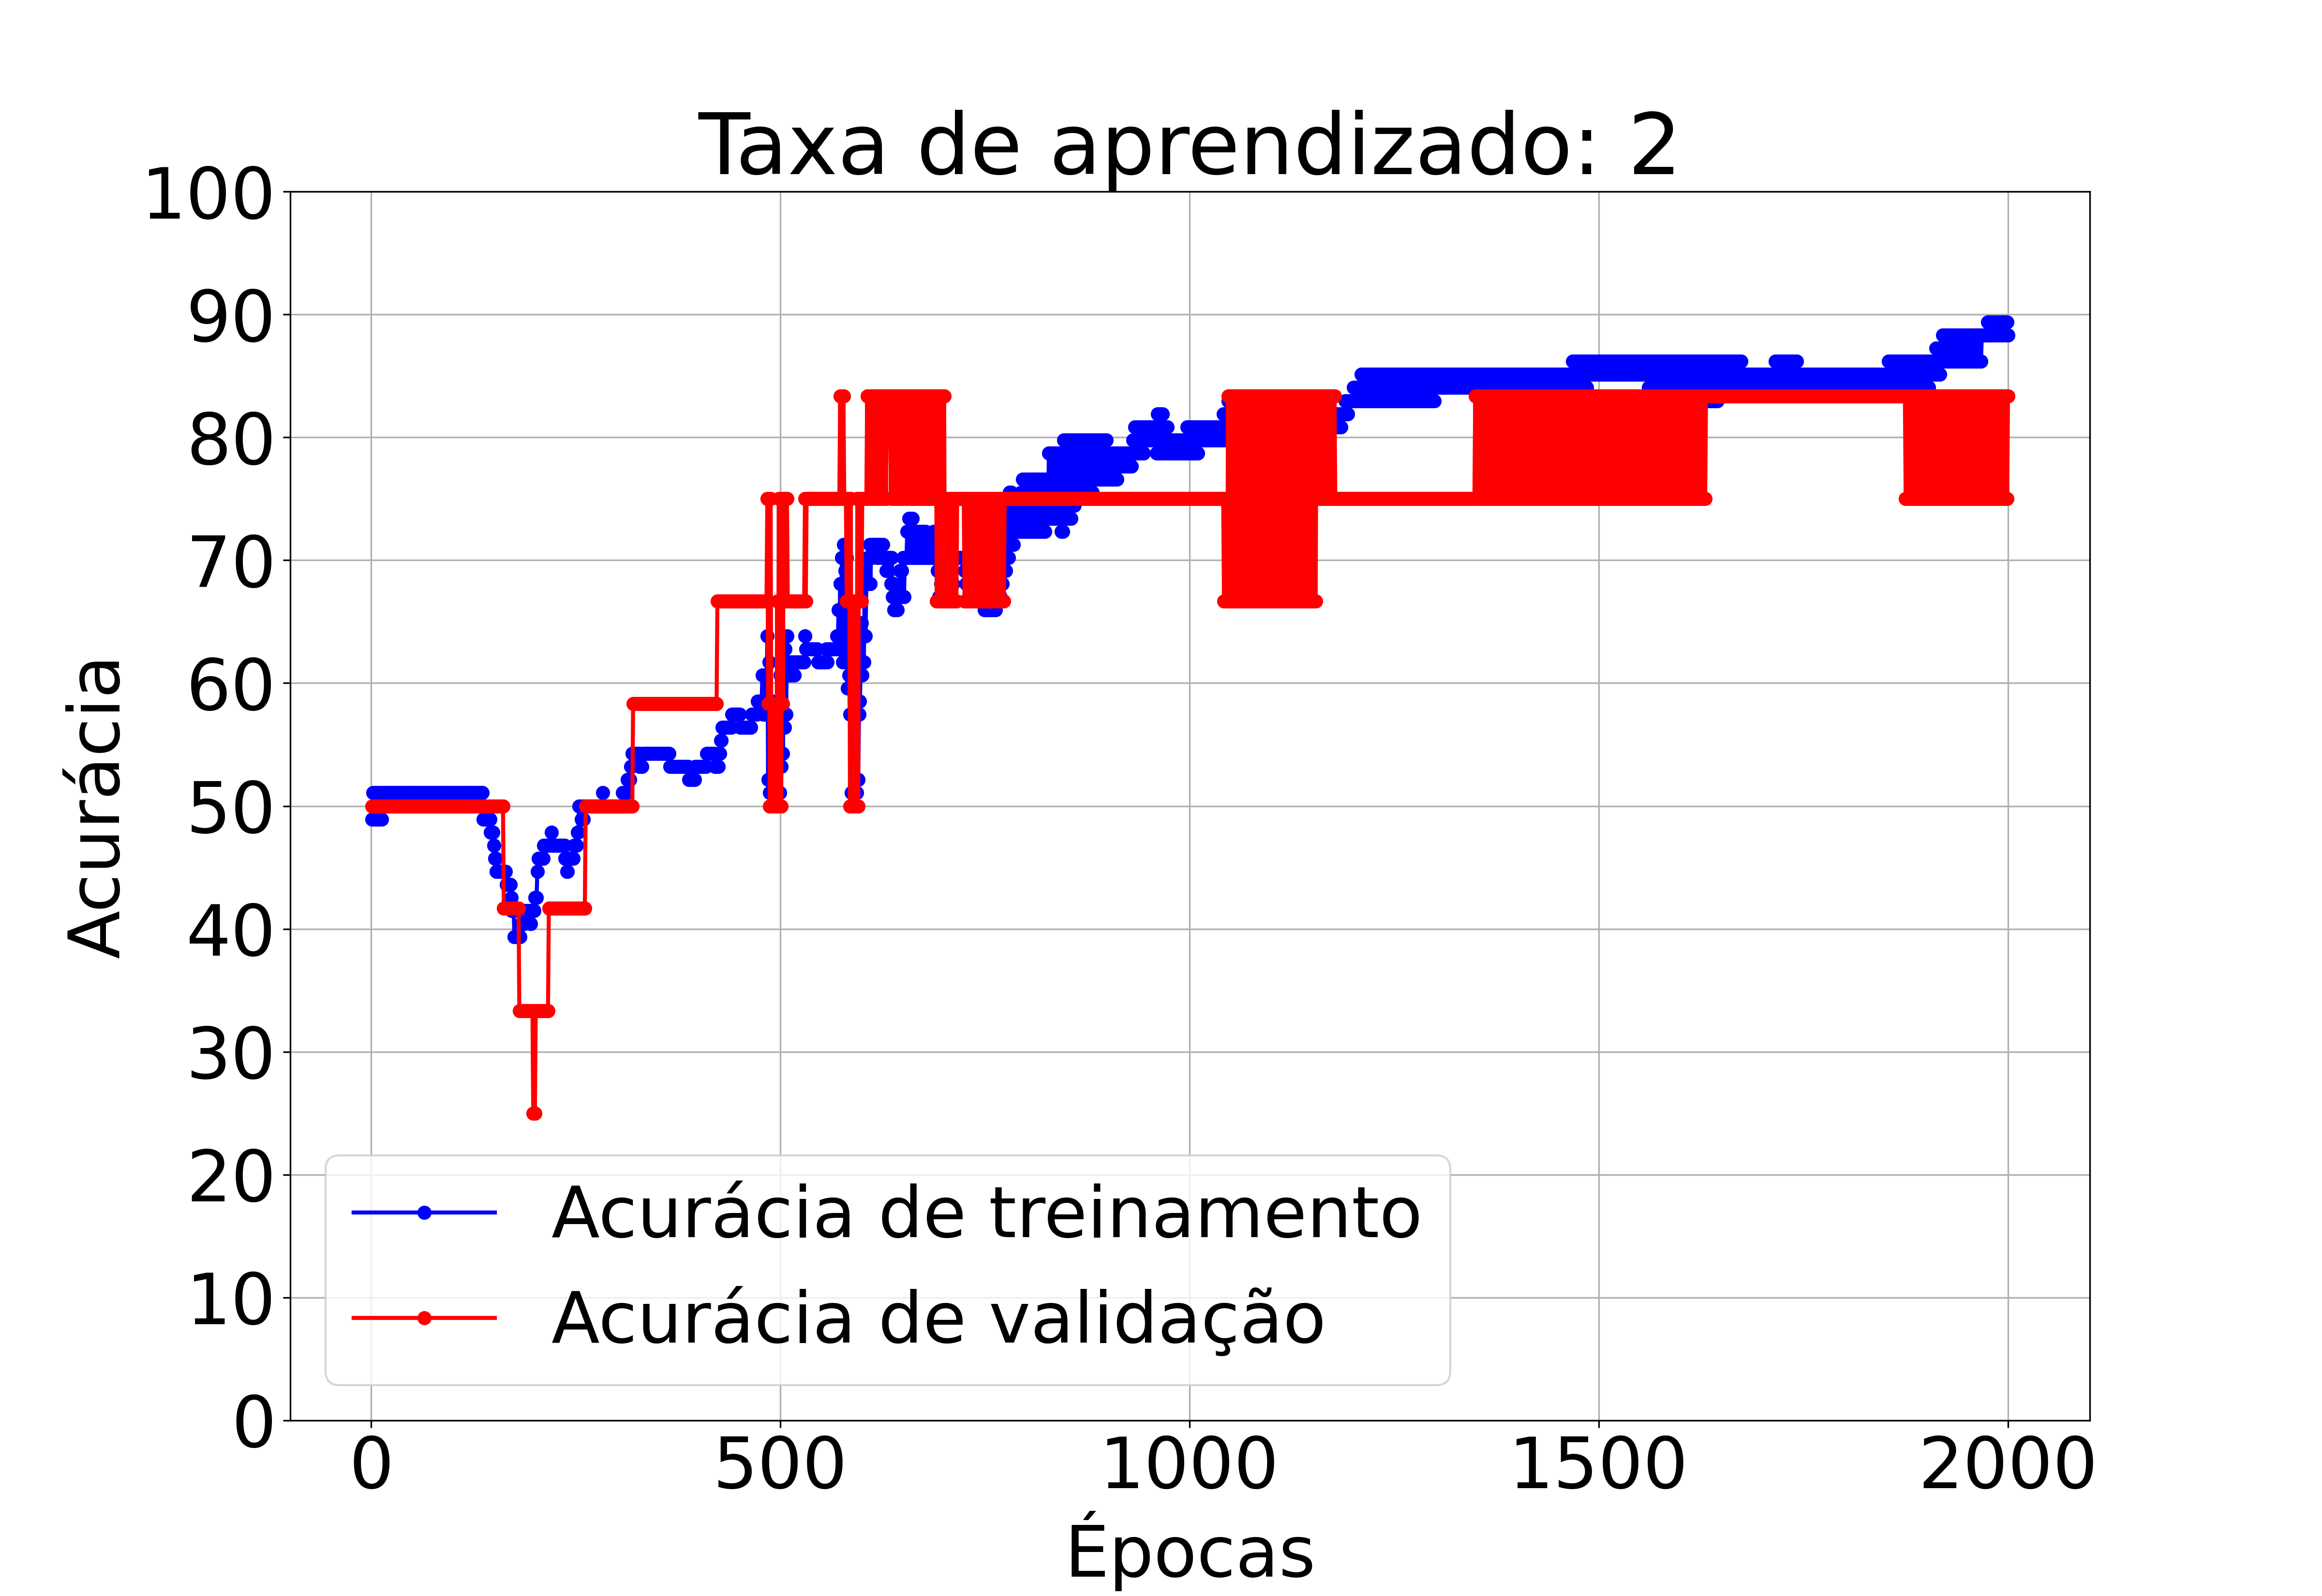 Taxa de aprendizado: 2
100
90
80
70
60
50
40
30
20
10
0
Acurácia
Acurácia de treinamento
Acurácia de validação
0 500 1000 1500 2000
Épocas